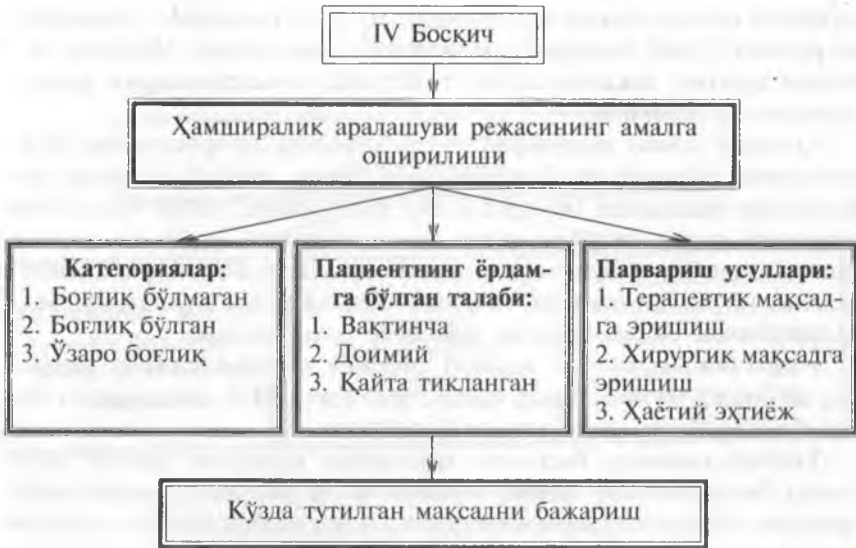 IV Босқич
Ҳамширалик аралашуви режасининг амалга
оширилиши
Категориялар:
1. Боғлиқ бўлмаган
2. Боғлиқ бўлган
3. Ўзаро боғлиқ
Пациентнинг ёрдам-
га бўлган талаби:
1. Вақтинча
2. Доимий
3. Қайта тикланган
Парвариш усуллари:
1. Терапевтик мақсад-
га эришиш
2. Хирургик мақсадга
эришиш
3. Ҳаётий эҳтиёж
Кўзда тутилган мақсадни бажариш